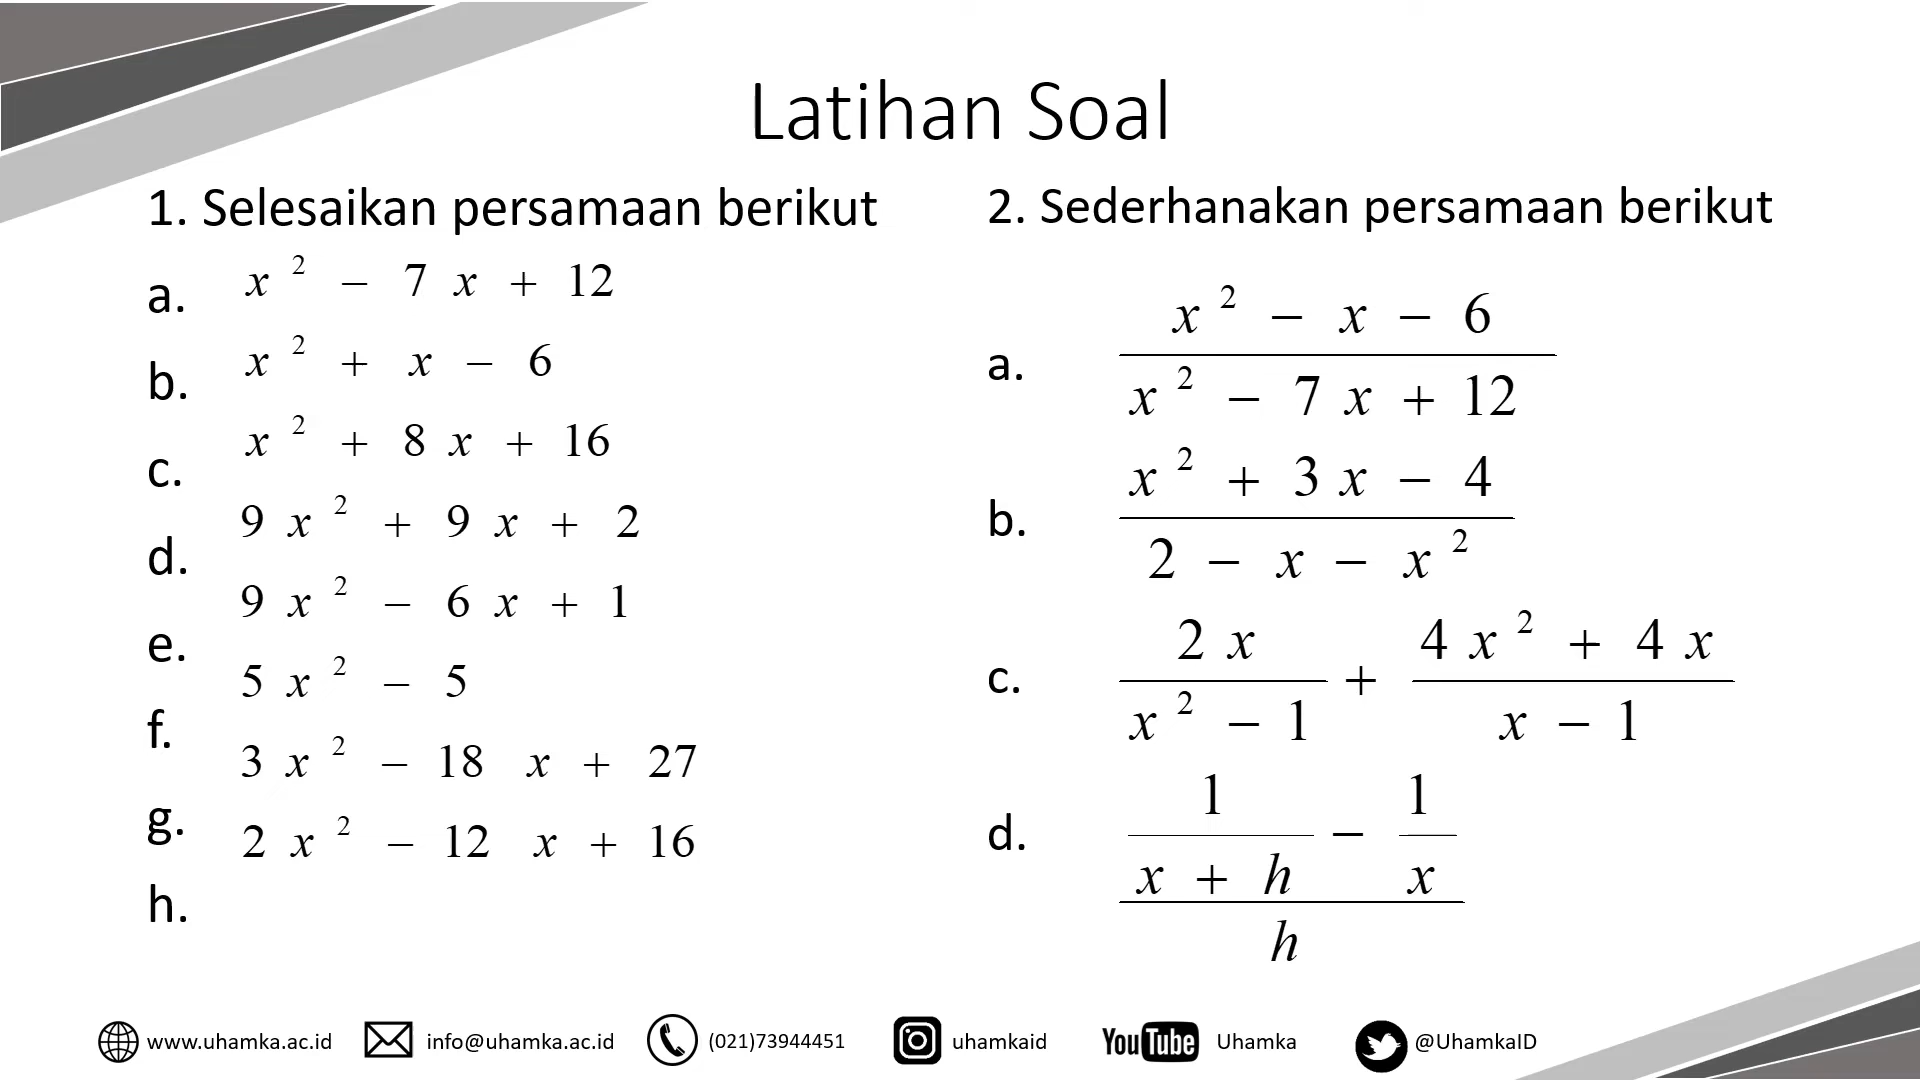 Latihan Soal
1. Selesaikan persamaan berikut
a. x² − 7x + 12
b. x² + x − 6
c. x² + 8x + 16
d. 9x² + 9x + 2
e. 9x² − 6x + 1
f. 5x² − 5
g. 3x² − 18x + 27
h. 2x² − 12x + 16
2. Sederhanakan persamaan berikut
a. (x² − x − 6) / (x² − 7x + 12)
b. (x² + 3x − 4) / (2 − x − x²)
c. 2x / (x² − 1) + (4x² + 4x) / (x − 1)
d. (1 / (x + h) − 1 / x) / h
www.uhamka.ac.id info@uhamka.ac.id (021)73944451 uhamkaid YouTube Uhamka @UhamkaID